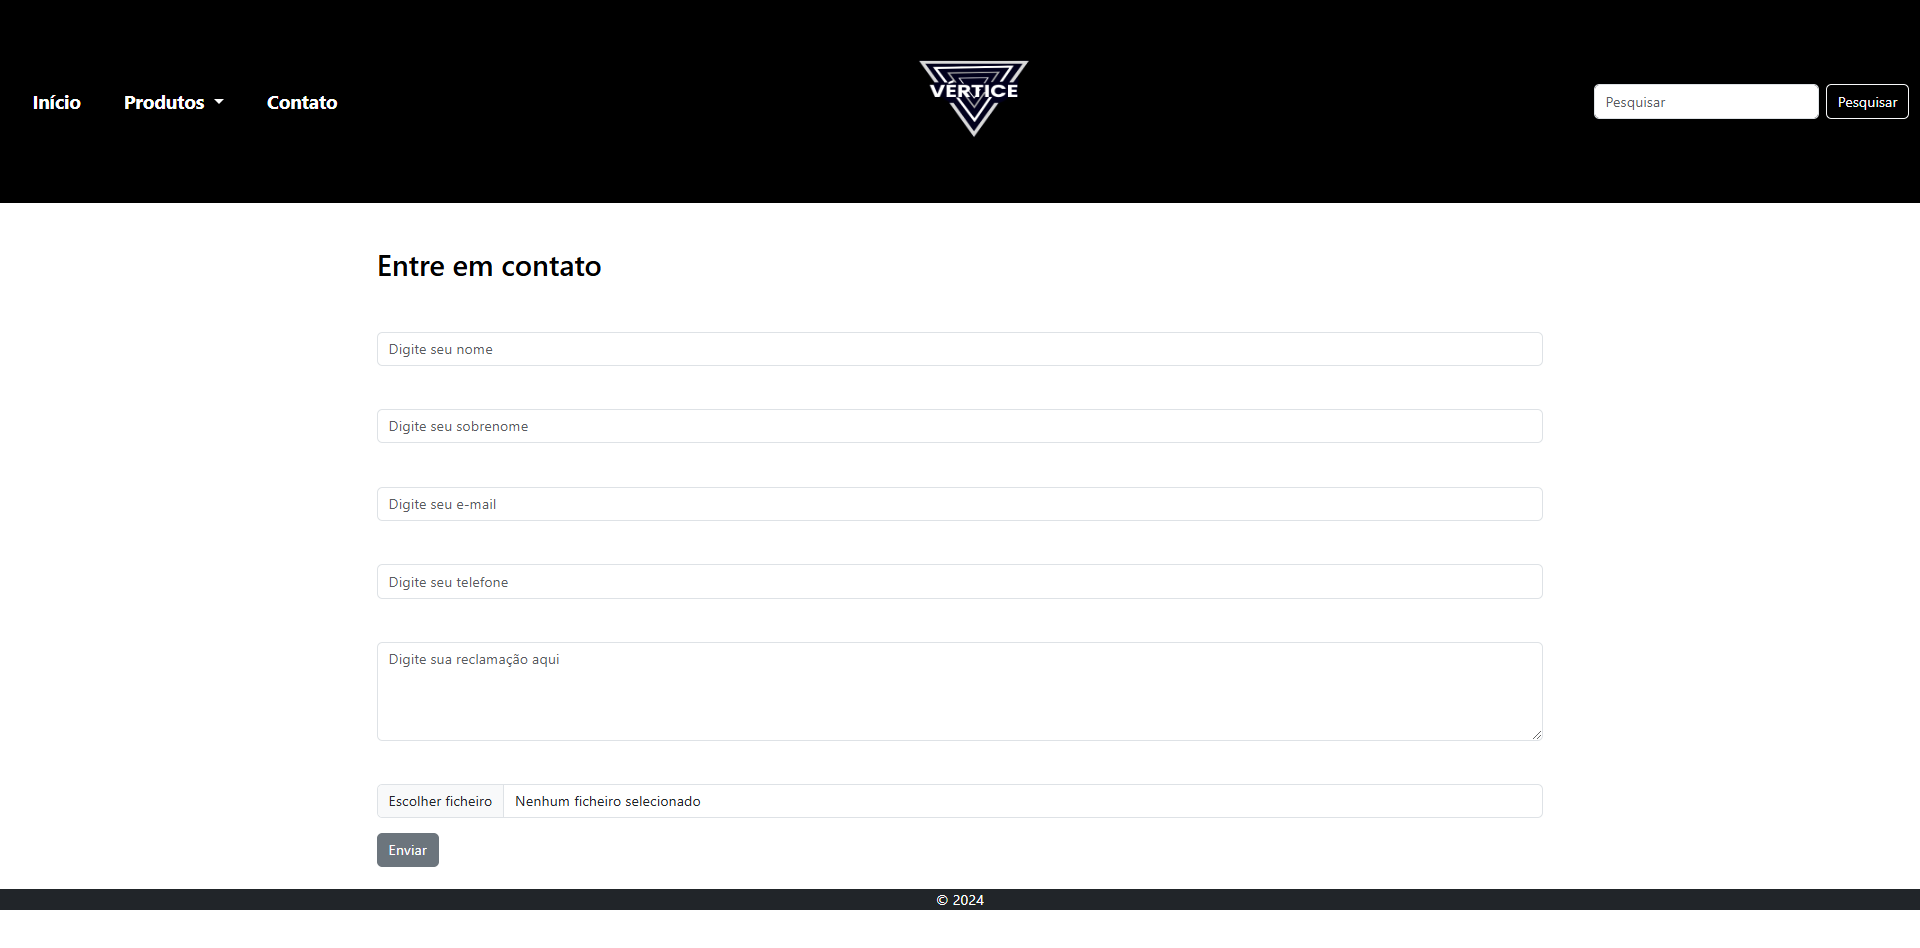 Início Produtos Contato
VÉRTICE
Pesquisar Pesquisar
Entre em contato
Digite seu nome
Digite seu sobrenome
Digite seu e-mail
Digite seu telefone
Digite sua reclamação aqui
Escolher ficheiro Nenhum ficheiro selecionado
Enviar
© 2024